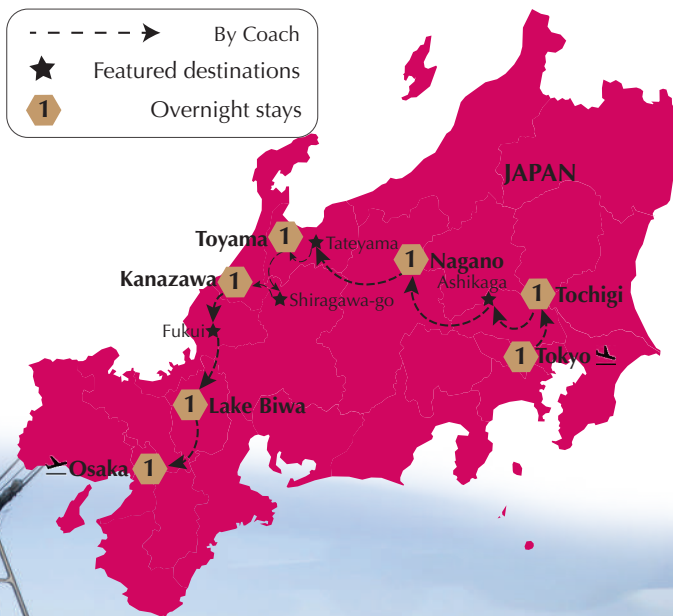 By Coach
Featured destinations
1 Overnight stays
JAPAN
Toyama 1
Tateyama
1 Nagano
Kanazawa 1
Ashikaga
1 Tochigi
Shiragawa-go
Fukui
1 Tokyo
1 Lake Biwa
Osaka 1